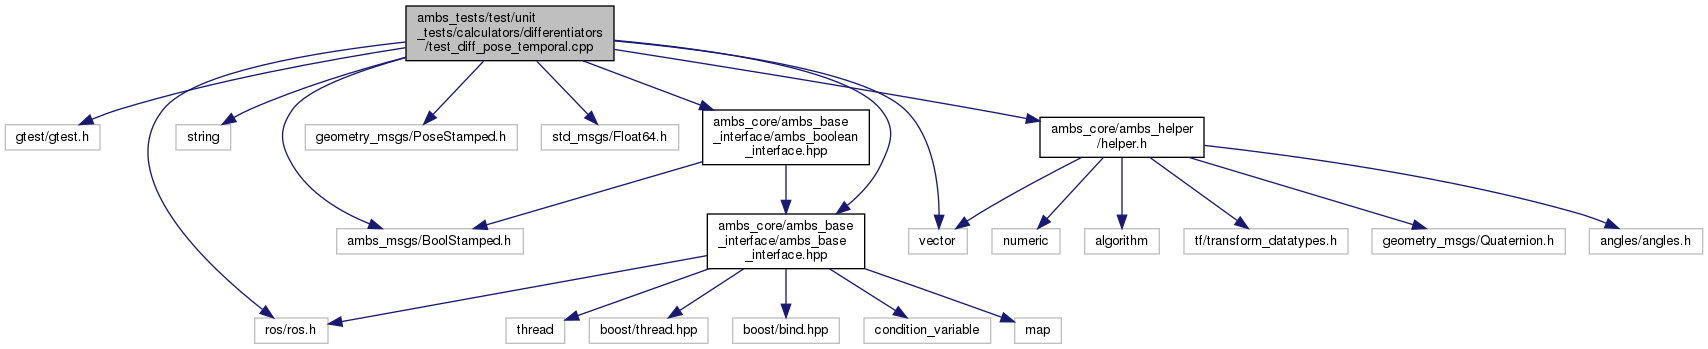 ambs_tests/test/unit
_tests/calculators/differentiators
/test_diff_pose_temporal.cpp
gtest/gtest.h
string
geometry_msgs/PoseStamped.h
std_msgs/Float64.h
ambs_core/ambs_base
_interface/ambs_boolean
_interface.hpp
ambs_core/ambs_helper
/helper.h
ambs_msgs/BoolStamped.h
ambs_core/ambs_base
_interface/ambs_base
_interface.hpp
vector
numeric
algorithm
tf/transform_datatypes.h
geometry_msgs/Quaternion.h
angles/angles.h
ros/ros.h
thread
boost/thread.hpp
boost/bind.hpp
condition_variable
map